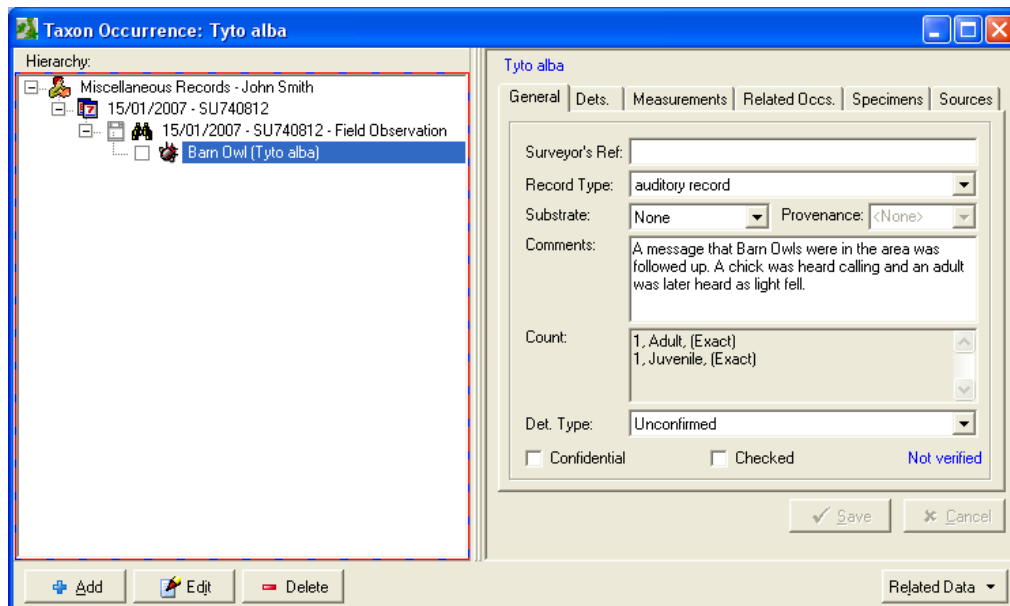 Taxon Occurrence: Tyto alba
Hierarchy:
Miscellaneous Records - John Smith
15/01/2007 - SU740812
15/01/2007 - SU740812 - Field Observation
Barn Owl (Tyto alba)
Tyto alba
General Dets. Measurements Related Occs. Specimens Sources
Surveyor's Ref:
Record Type: auditory record
Substrate: None Provenance: <None>
Comments: A message that Barn Owls were in the area was
followed up. A chick was heard calling and an adult
was later heard as light fell.
Count: 1, Adult, (Exact)
1, Juvenile, (Exact)
Det. Type: Unconfirmed
Confidential Checked Not verified
Save Cancel
Add Edit Delete Related Data